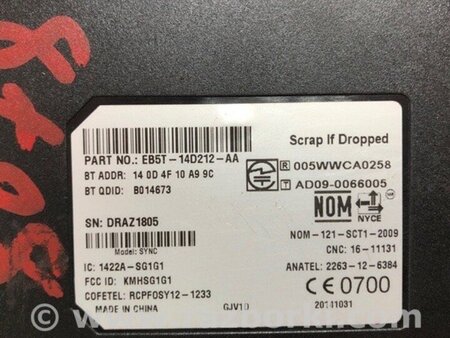 Scrap If Dropped
PART NO.: EB5T-14D212-AA
BT ADDR: 14 0D 4F 10 A9 9C
BT QDID: B014673
R 005WWCA0258
T AD09-0066005
NOM NYCE
SN: DRAZ1805
Model: SYNC
NOM-121-SCT1-2009
CNC: 16-11131
IC: 1422A-SG1G1
ANATEL: 2263-12-6384
FCC ID: KMHSG1G1
CE 0700
COFETEL: RCPFOSY12-1233
MADE IN CHINA
GJV1D
20141031